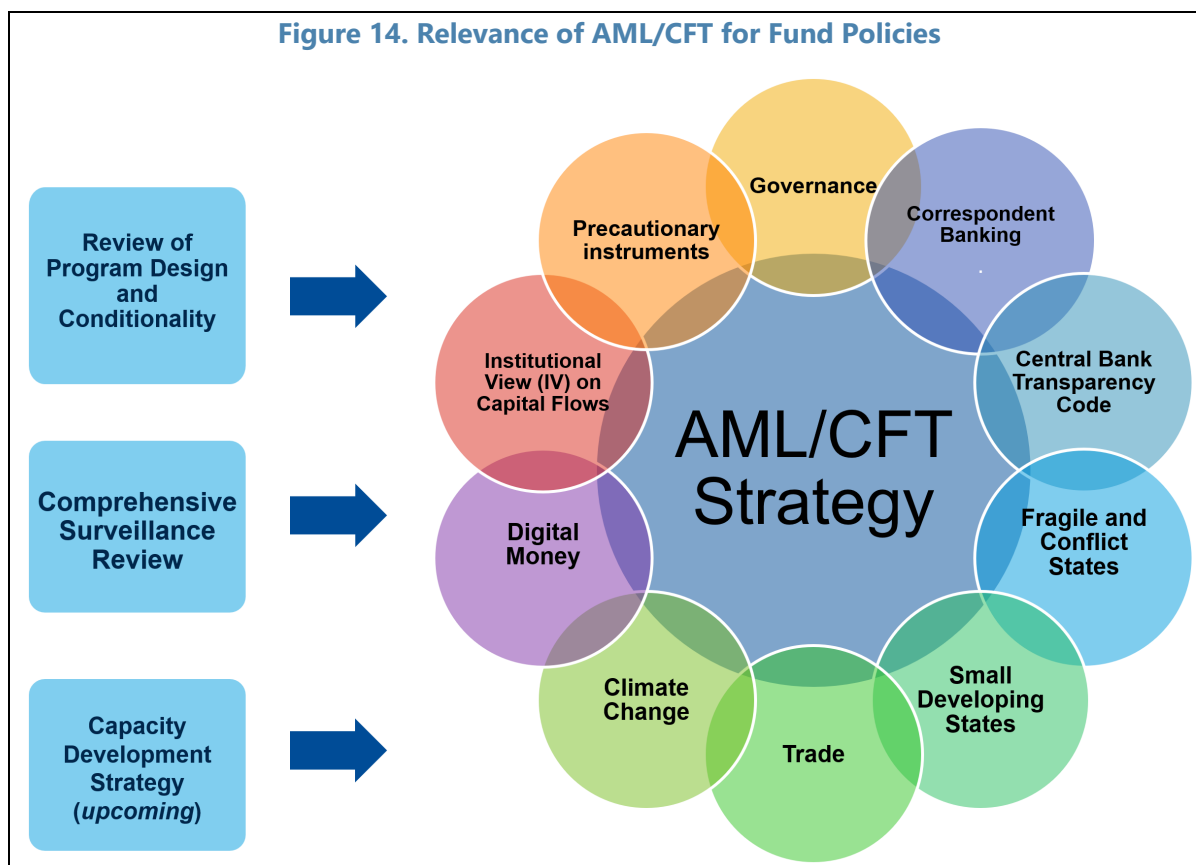 Figure 14. Relevance of AML/CFT for Fund Policies
Review of
Program Design
and
Conditionality
Comprehensive
Surveillance
Review
Capacity
Development
Strategy
(upcoming)
Governance
Correspondent
Banking
.
Central Bank
Transparency
Code
Fragile and
Conflict
States
Small
Developing
States
Trade
Climate
Change
Digital
Money
Institutional
View (IV) on
Capital Flows
Precautionary
instruments
AML/CFT
Strategy